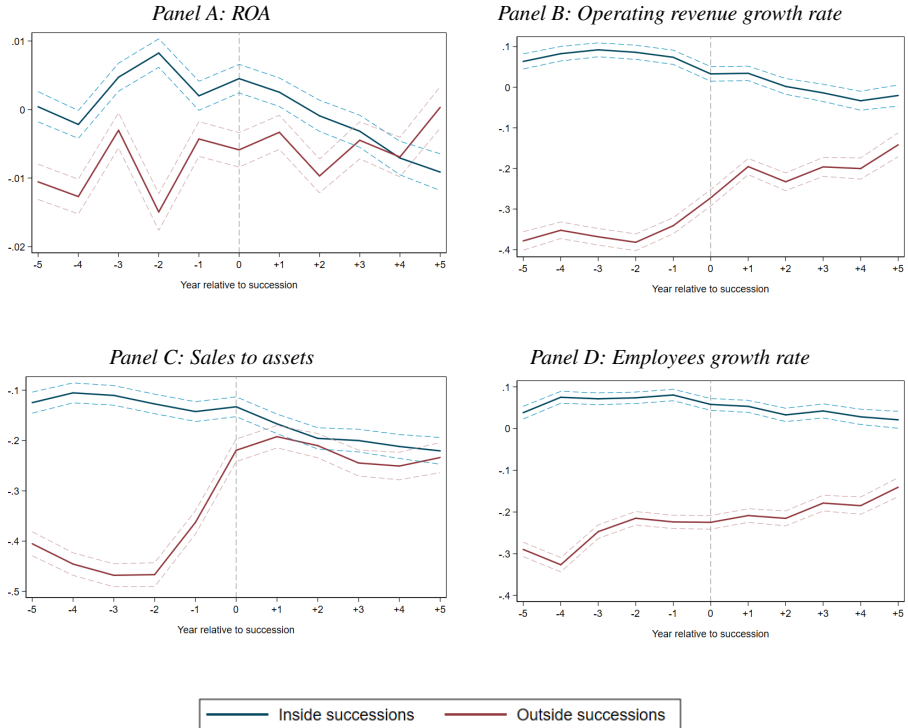 Panel A: ROA
.01
0
-.01
-.02
-5 -4 -3 -2 -1 0 +1 +2 +3 +4 +5
Year relative to succession
Panel B: Operating revenue growth rate
.1
0
-.1
-.2
-.3
-.4
-5 -4 -3 -2 -1 0 +1 +2 +3 +4 +5
Year relative to succession
Panel C: Sales to assets
-.1
-.2
-.3
-.4
-.5
-5 -4 -3 -2 -1 0 +1 +2 +3 +4 +5
Year relative to succession
Panel D: Employees growth rate
.1
0
-.1
-.2
-.3
-.4
-5 -4 -3 -2 -1 0 +1 +2 +3 +4 +5
Year relative to succession
Inside successions Outside successions